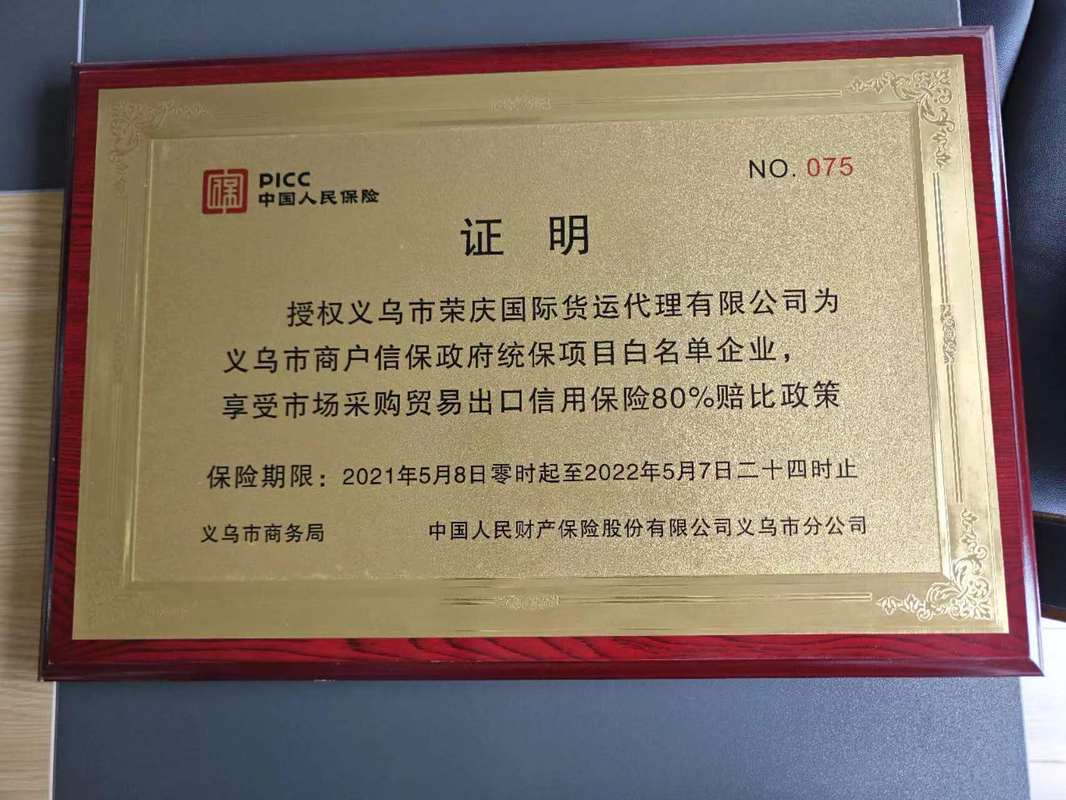 PICC
中国人民保险
NO. 075
证 明
授权义乌市荣庆国际货运代理有限公司为
义乌市商户信保政府统保项目白名单企业，
享受市场采购贸易出口信用保险80%赔比政策
保险期限：2021年5月8日零时起至2022年5月7日二十四时止
义乌市商务局 中国人民财产保险股份有限公司义乌市分公司